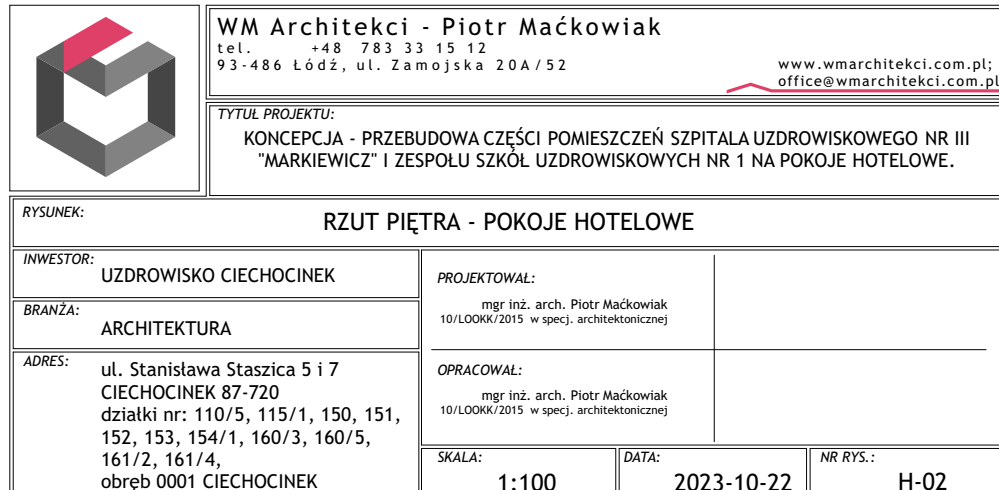 WM Architekci - Piotr Maćkowiak
tel. +48 783 33 15 12
93-486 Łódź, ul. Zamojska 20A/52
www.wmarchitekci.com.pl;
office@wmarchitekci.com.pl
TYTUŁ PROJEKTU:
KONCEPCJA - PRZEBUDOWA CZĘŚCI POMIESZCZEŃ SZPITALA UZDROWISKOWEGO NR III
"MARKIEWICZ" I ZESPOŁU SZKÓŁ UZDROWISKOWYCH NR 1 NA POKOJE HOTELOWE.
RYSUNEK:
RZUT PIĘTRA - POKOJE HOTELOWE
INWESTOR:
UZDROWISKO CIECHOCINEK
BRANŻA:
ARCHITEKTURA
ADRES:
ul. Stanisława Staszica 5 i 7
CIECHOCINEK 87-720
działki nr: 110/5, 115/1, 150, 151,
152, 153, 154/1, 160/3, 160/5,
161/2, 161/4,
obręb 0001 CIECHOCINEK
PROJEKTOWAŁ:
mgr inż. arch. Piotr Maćkowiak
10/LOOKK/2015 w specj. architektonicznej
OPRACOWAŁ:
mgr inż. arch. Piotr Maćkowiak
10/LOOKK/2015 w specj. architektonicznej
SKALA:
1:100
DATA:
2023-10-22
NR RYS.:
H-02